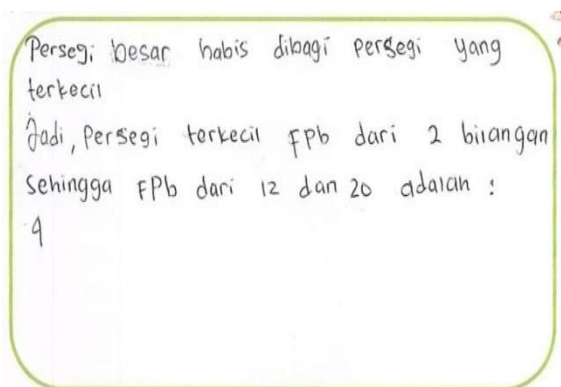 Persegi besar habis dibagi persegi yang
terkecil
Jadi, Persegi terkecil FPb dari 2 bilangan
Sehingga FPb dari 12 dan 20 adalah :
4